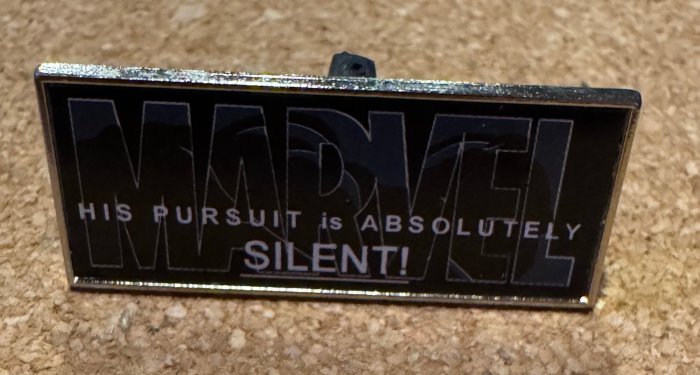 MARVEL
HIS PURSUIT is ABSOLUTELY
SILENT!